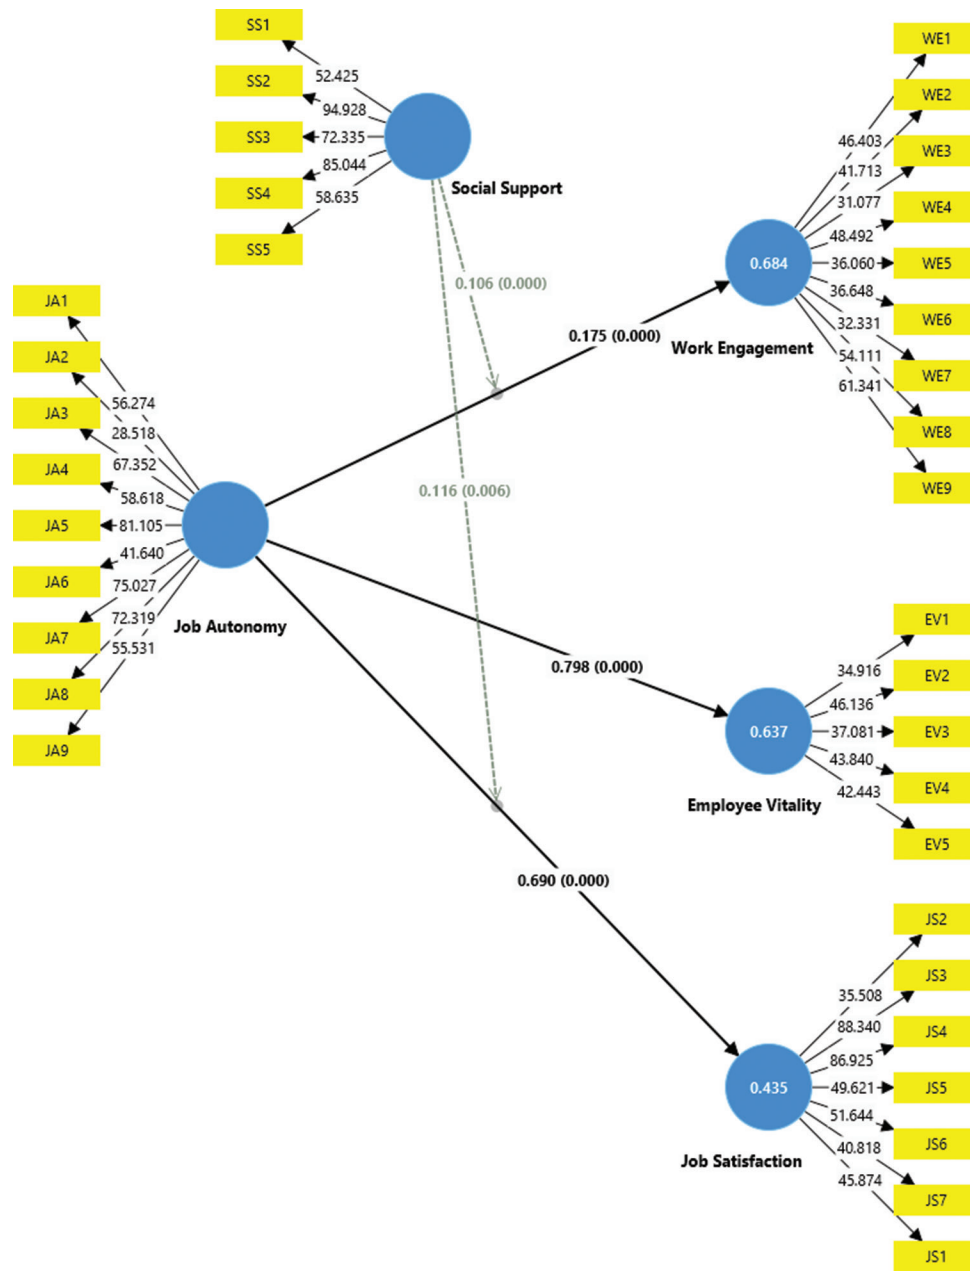 SS1
SS2
SS3
SS4
SS5
52.425
94.928
72.335
85.044
58.635
Social Support
WE1
WE2
WE3
WE4
WE5
WE6
WE7
WE8
WE9
46.403
41.713
31.077
48.492
36.060
36.648
32.331
54.111
61.341
0.684
Work Engagement
0.106 (0.000)
0.175 (0.000)
0.116 (0.006)
JA1
JA2
JA3
JA4
JA5
JA6
JA7
JA8
JA9
56.274
28.518
67.352
58.618
81.105
41.640
75.027
72.319
55.531
Job Autonomy
0.798 (0.000)
0.690 (0.000)
EV1
EV2
EV3
EV4
EV5
34.916
46.136
37.081
43.840
42.443
0.637
Employee Vitality
JS2
JS3
JS4
JS5
JS6
JS7
JS1
35.508
88.340
86.925
49.621
51.644
40.818
45.874
0.435
Job Satisfaction